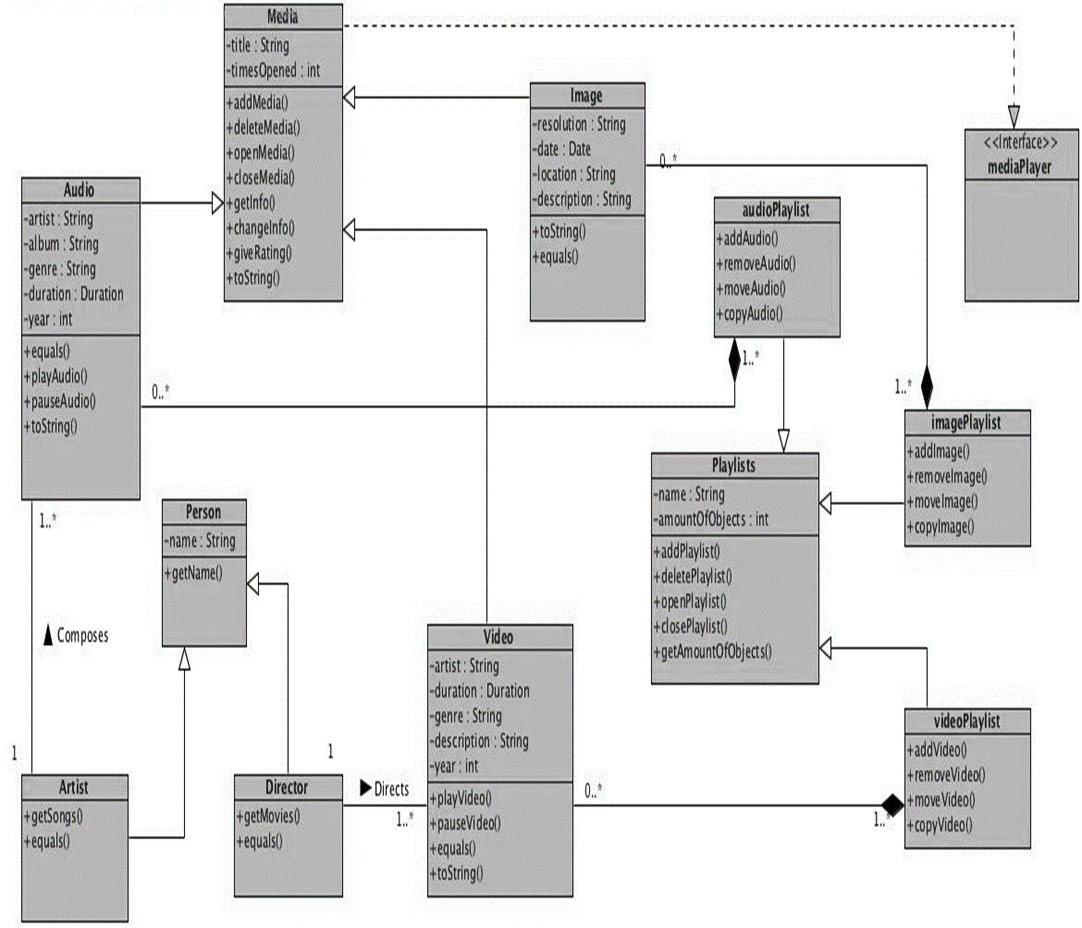 Media
-title : String
-timesOpened : int
+addMedia()
+deleteMedia()
+openMedia()
+closeMedia()
+getInfo()
+changeInfo()
+giveRating()
+toString()
Image
-resolution : String
-date : Date
-location : String
-description : String
+toString()
+equals()
0..*
<<Interface>>
mediaPlayer
Audio
-artist : String
-album : String
-genre : String
-duration : Duration
-year : int
+equals()
+playAudio()
+pauseAudio()
+toString()
0..*
1..*
audioPlaylist
+addAudio()
+removeAudio()
+moveAudio()
+copyAudio()
1..*
1..*
imagePlaylist
+addImage()
+removeImage()
+moveImage()
+copyImage()
Playlists
-name : String
-amountOfObjects : int
+addPlaylist()
+deletePlaylist()
+openPlaylist()
+closePlaylist()
+getAmountOfObjects()
Person
-name : String
+getName()
Composes
1
Artist
+getSongs()
+equals()
1
Director
+getMovies()
+equals()
Directs
1..*
Video
-artist : String
-duration : Duration
-genre : String
-description : String
-year : int
+playVideo()
+pauseVideo()
+equals()
+toString()
0..*
1..*
videoPlaylist
+addVideo()
+removeVideo()
+moveVideo()
+copyVideo()